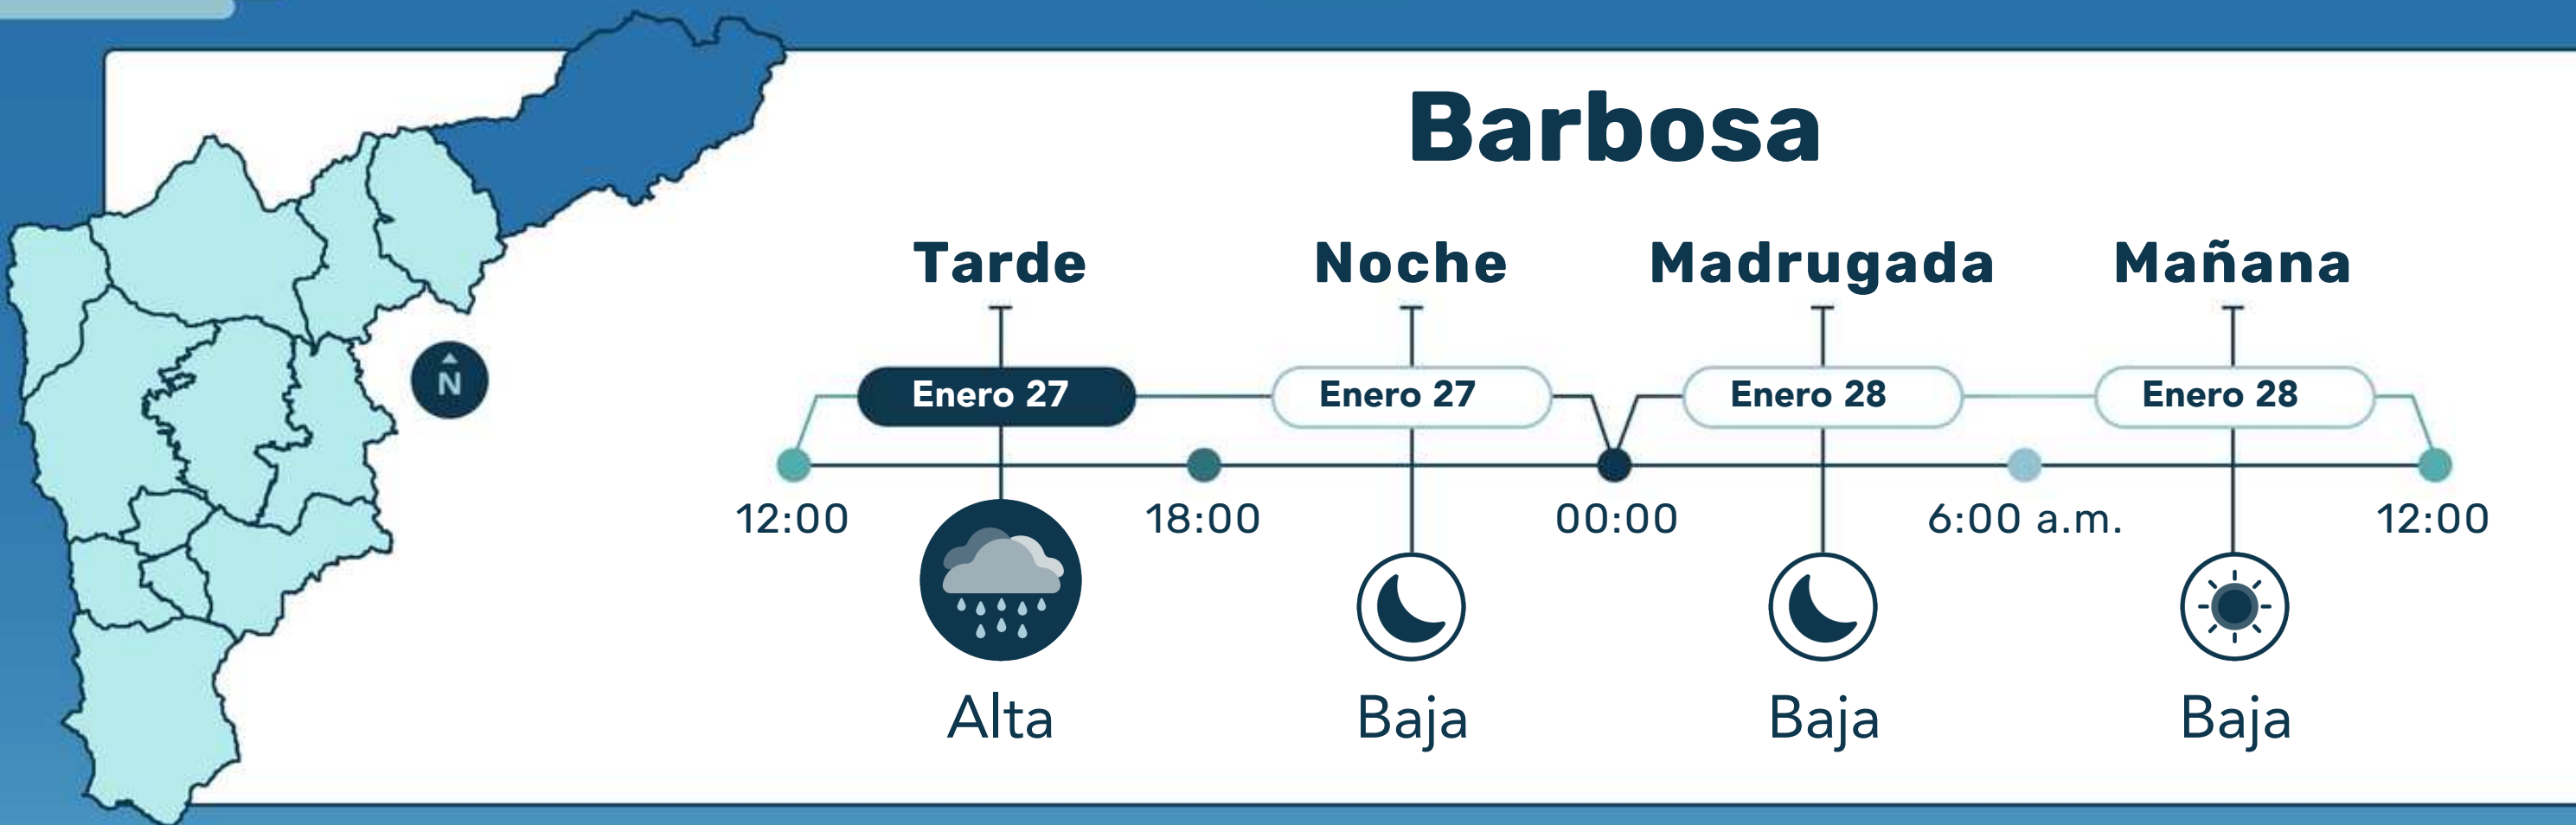 Barbosa
Tarde Noche Madrugada Mañana
Enero 27 Enero 27 Enero 28 Enero 28
N
12:00 18:00 00:00 6:00 a.m. 12:00
Alta Baja Baja Baja